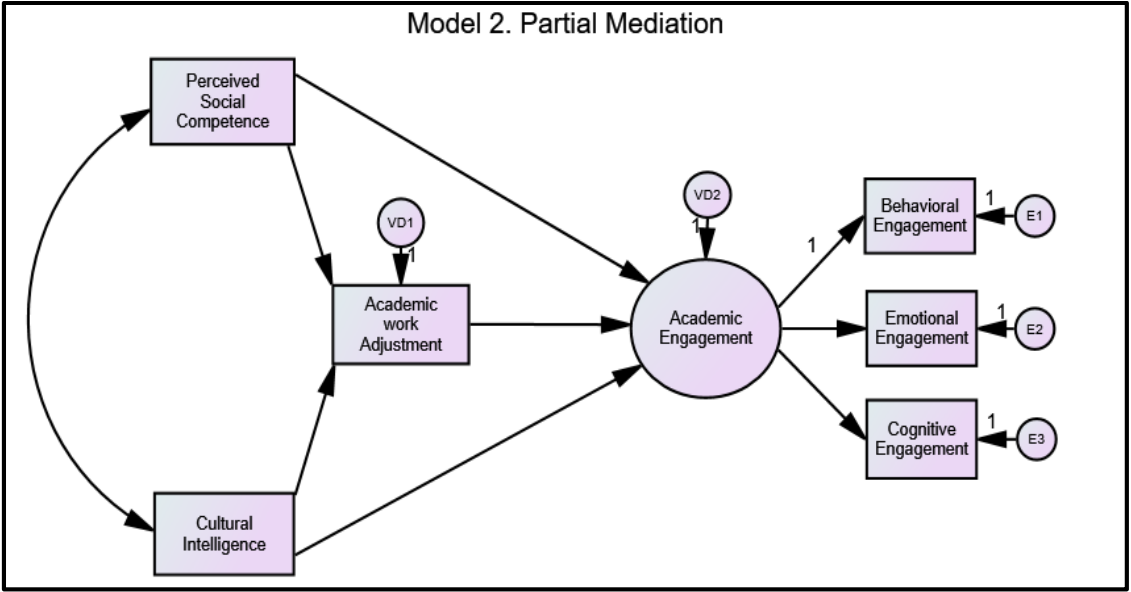 Model 2. Partial Mediation
Perceived
Social
Competence
VD1
1
Academic
work
Adjustment
Cultural
Intelligence
VD2
1
Academic
Engagement
1
Behavioral
Engagement
1
E1
Emotional
Engagement
1
E2
Cognitive
Engagement
1
E3